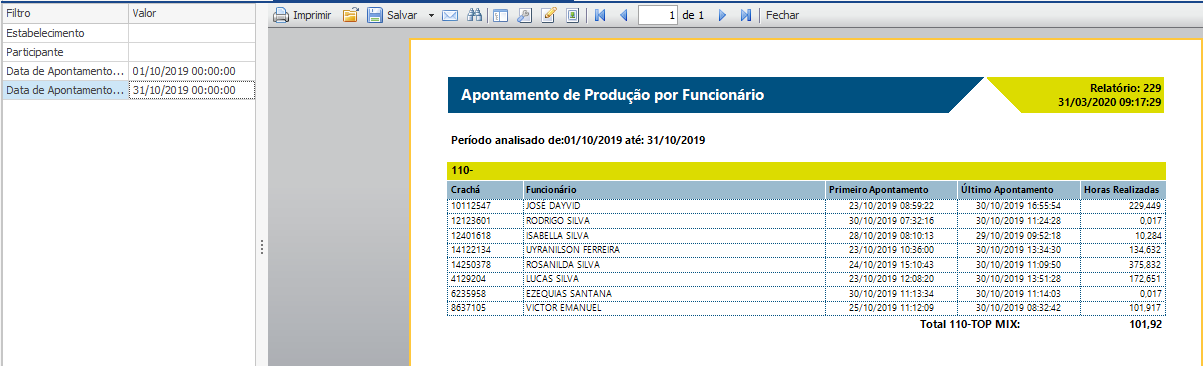 Filtro Valor
Estabelecimento
Participante
Data de Apontamento... 01/10/2019 00:00:00
Data de Apontamento... 31/10/2019 00:00:00
Imprimir Salvar 1 de 1 Fechar
Apontamento de Produção por Funcionário
Relatório: 229
31/03/2020 09:17:29
Período analisado de:01/10/2019 até: 31/10/2019
110-
Crachá Funcionário Primeiro Apontamento Último Apontamento Horas Realizadas
10112547 JOSÉ DAYVID 23/10/2019 08:59:22 30/10/2019 16:55:54 229,449
12123601 RODRIGO SILVA 30/10/2019 07:32:16 30/10/2019 11:24:28 0,017
12401618 ISABELLA SILVA 28/10/2019 08:10:13 29/10/2019 09:52:18 10,284
14122134 UYRANILSON FERREIRA 23/10/2019 10:36:00 30/10/2019 13:34:30 134,632
14250378 ROSANILDA SILVA 24/10/2019 15:10:43 30/10/2019 11:09:50 375,832
4129204 LUCAS SILVA 23/10/2019 12:08:20 30/10/2019 13:51:28 172,651
6235958 EZEQUIAS SANTANA 30/10/2019 11:13:34 30/10/2019 11:14:03 0,017
8637105 VICTOR EMANUEL 25/10/2019 11:12:09 30/10/2019 08:32:42 101,917
Total 110-TOP MIX: 101,92